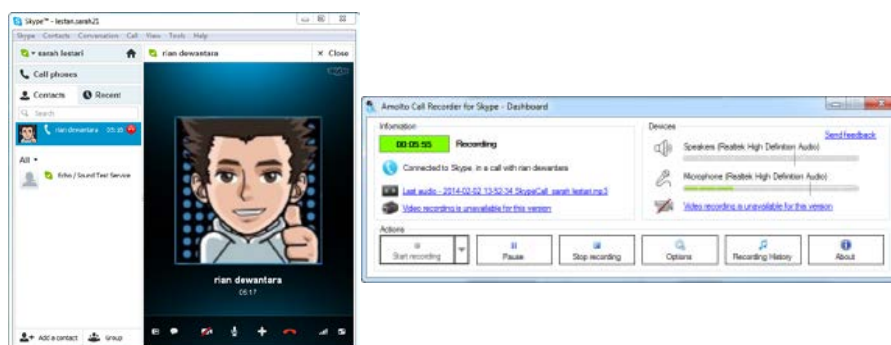 Skype™ - lestari.sarah21
Skype Contacts Conversation Call View Tools Help
sarah lestari
Call phones
Contacts Recent
Search
rian dewantara
All
Echo / Sound Test Service
Add a contact Group
rian dewantara × Close
rian dewantara
05:17
Amolto Call Recorder for Skype - Dashboard
Information
00:05:55 Recording
Connected to Skype, in a call with rian dewantara
Last audio - 2014-02-02 13-52-34 SkypeCall_sarah lestari.mp3
Video recording is unavailable for this version
Devices
Send feedback
Speakers (Realtek High Definition Audio)
Microphone (Realtek High Definition Audio)
Video recording is unavailable for this version
Actions
Start recording
Pause
Stop recording
Options
Recording History
About